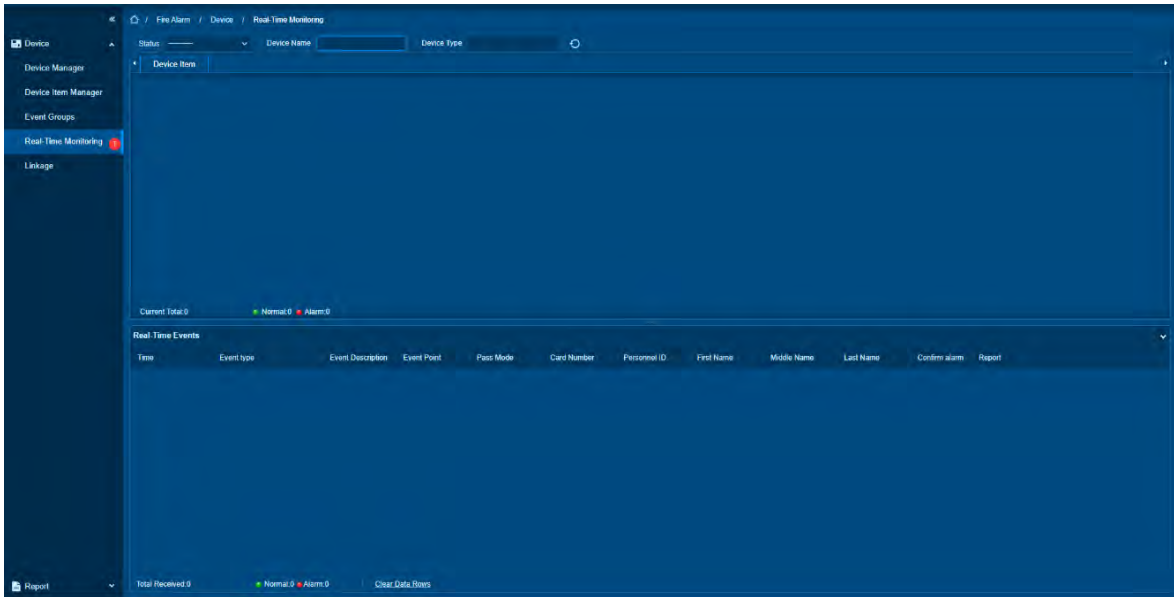 «
/ Fire Alarm / Device / Real-Time Monitoring
Device
Status ——— Device Name Device Type
Device Manager
Device Item
Device Item Manager
Event Groups
Real-Time Monitoring
Linkage
Current Total:0 Normal:0 Alarm:0
Real-Time Events
Time Event type Event Description Event Point Pass Mode Card Number Personnel ID First Name Middle Name Last Name Confirm alarm Report
Report
Total Received:0 Normal:0 Alarm:0 Clear Data Rows